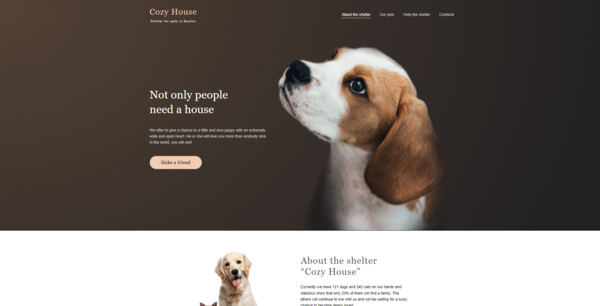 Cozy House
Shelter for pets in Boston
About the shelter
Our pets
Help the shelter
Contacts
Not only people
need a house
We offer to give a chance to a little and nice puppy with an extremely
wide and open heart. He or she will love you more than anybody else
in the world, you will see!
Make a friend
About the shelter
“Cozy House”
Currently we have 121 dogs and 342 cats on our hands and
statistics show that only 20% of them will find a family. The
others will continue to live with us and will be waiting for a lucky
chance to become dearly loved.